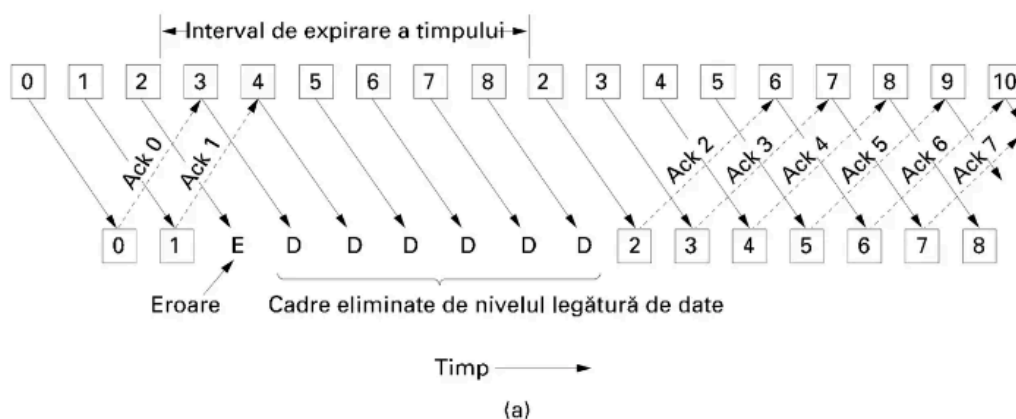 Interval de expirare a timpului
0 1 2 3 4 5 6 7 8 2 3 4 5 6 7 8 9 10
Ack 0 Ack 1 Ack 2 Ack 3 Ack 4 Ack 5 Ack 6 Ack 7
0 1 E D D D D D D 2 3 4 5 6 7 8
Eroare Cadre eliminate de nivelul legătură de date
Timp
(a)